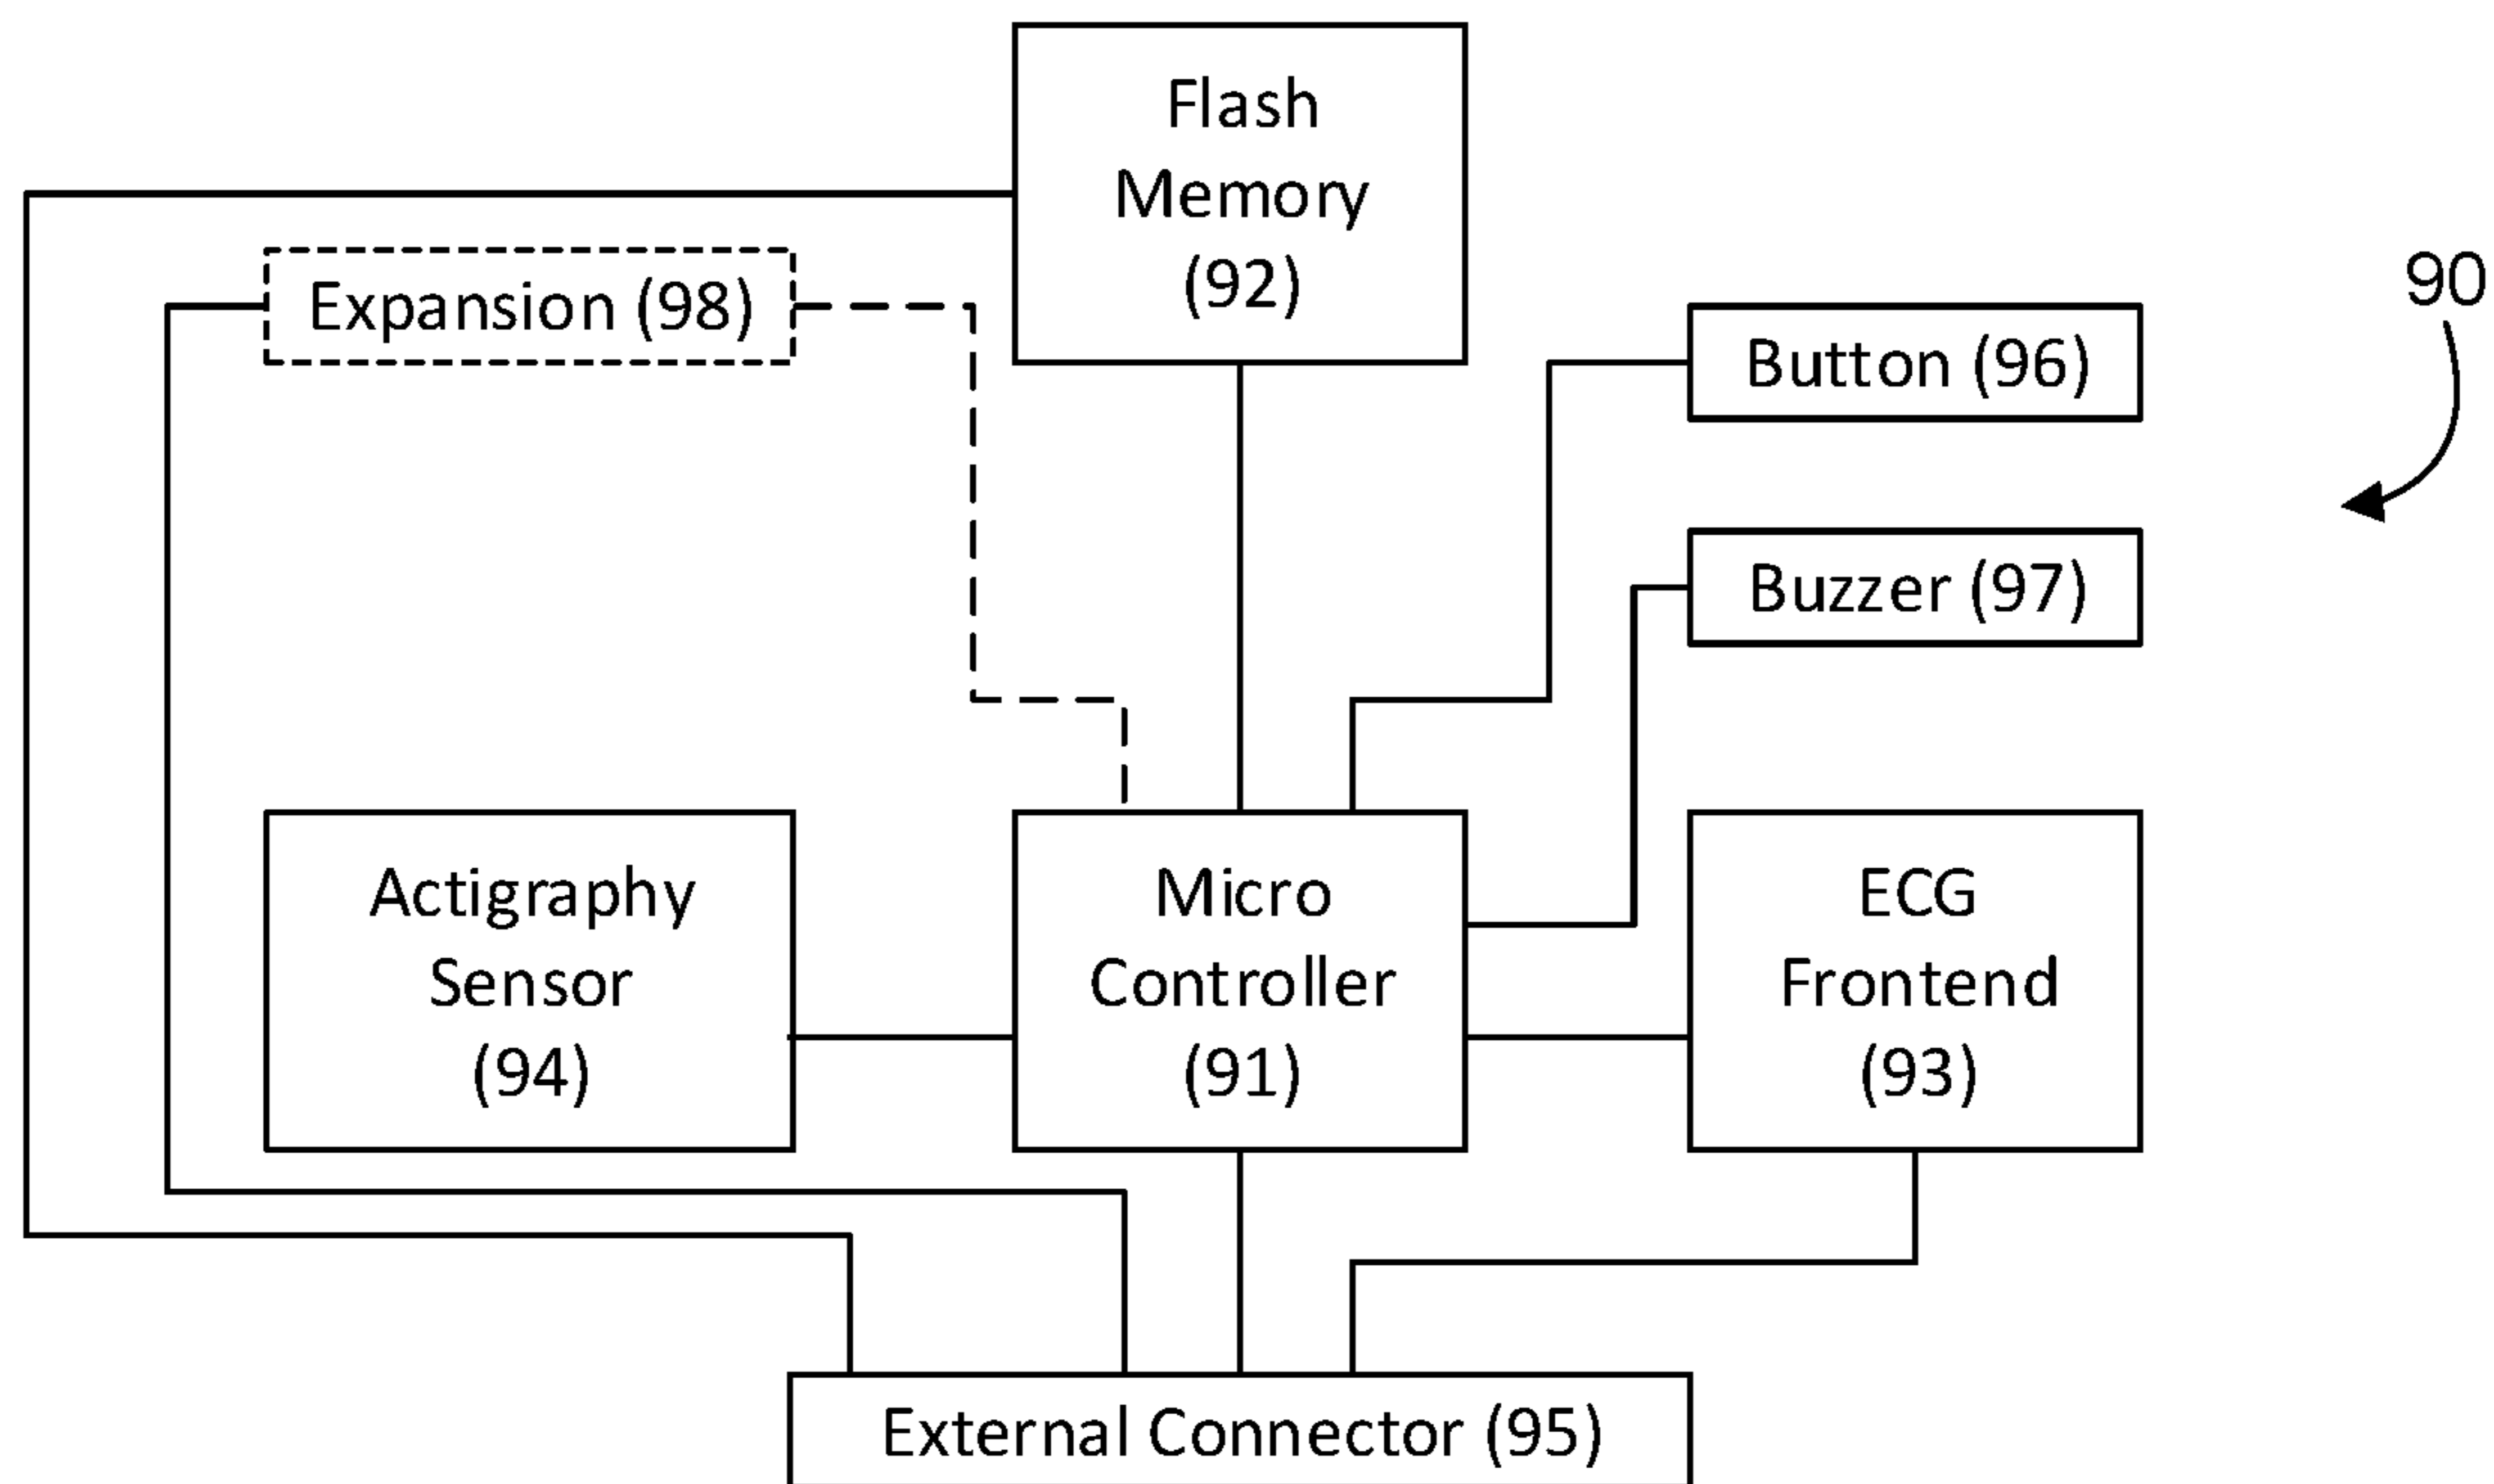 Flash
Memory
(92)
Expansion (98)
90
Button (96)
Buzzer (97)
Actigraphy
Sensor
(94)
Micro
Controller
(91)
ECG
Frontend
(93)
External Connector (95)